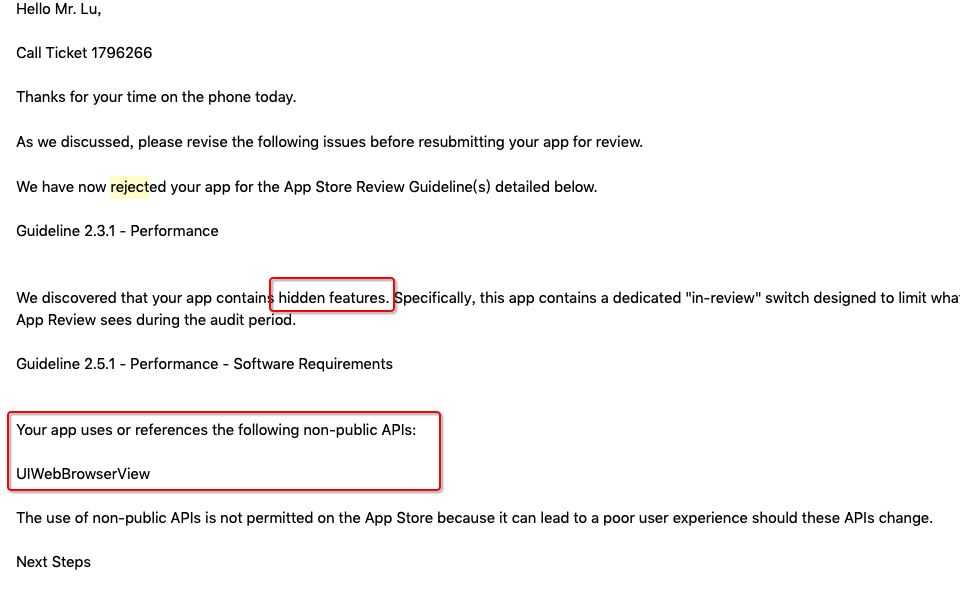 Hello Mr. Lu,
Call Ticket 1796266
Thanks for your time on the phone today.
As we discussed, please revise the following issues before resubmitting your app for review.
We have now rejected your app for the App Store Review Guideline(s) detailed below.
Guideline 2.3.1 - Performance
We discovered that your app contains hidden features. Specifically, this app contains a dedicated "in-review" switch designed to limit what
App Review sees during the audit period.
Guideline 2.5.1 - Performance - Software Requirements
Your app uses or references the following non-public APIs:
UIWebBrowserView
The use of non-public APIs is not permitted on the App Store because it can lead to a poor user experience should these APIs change.
Next Steps